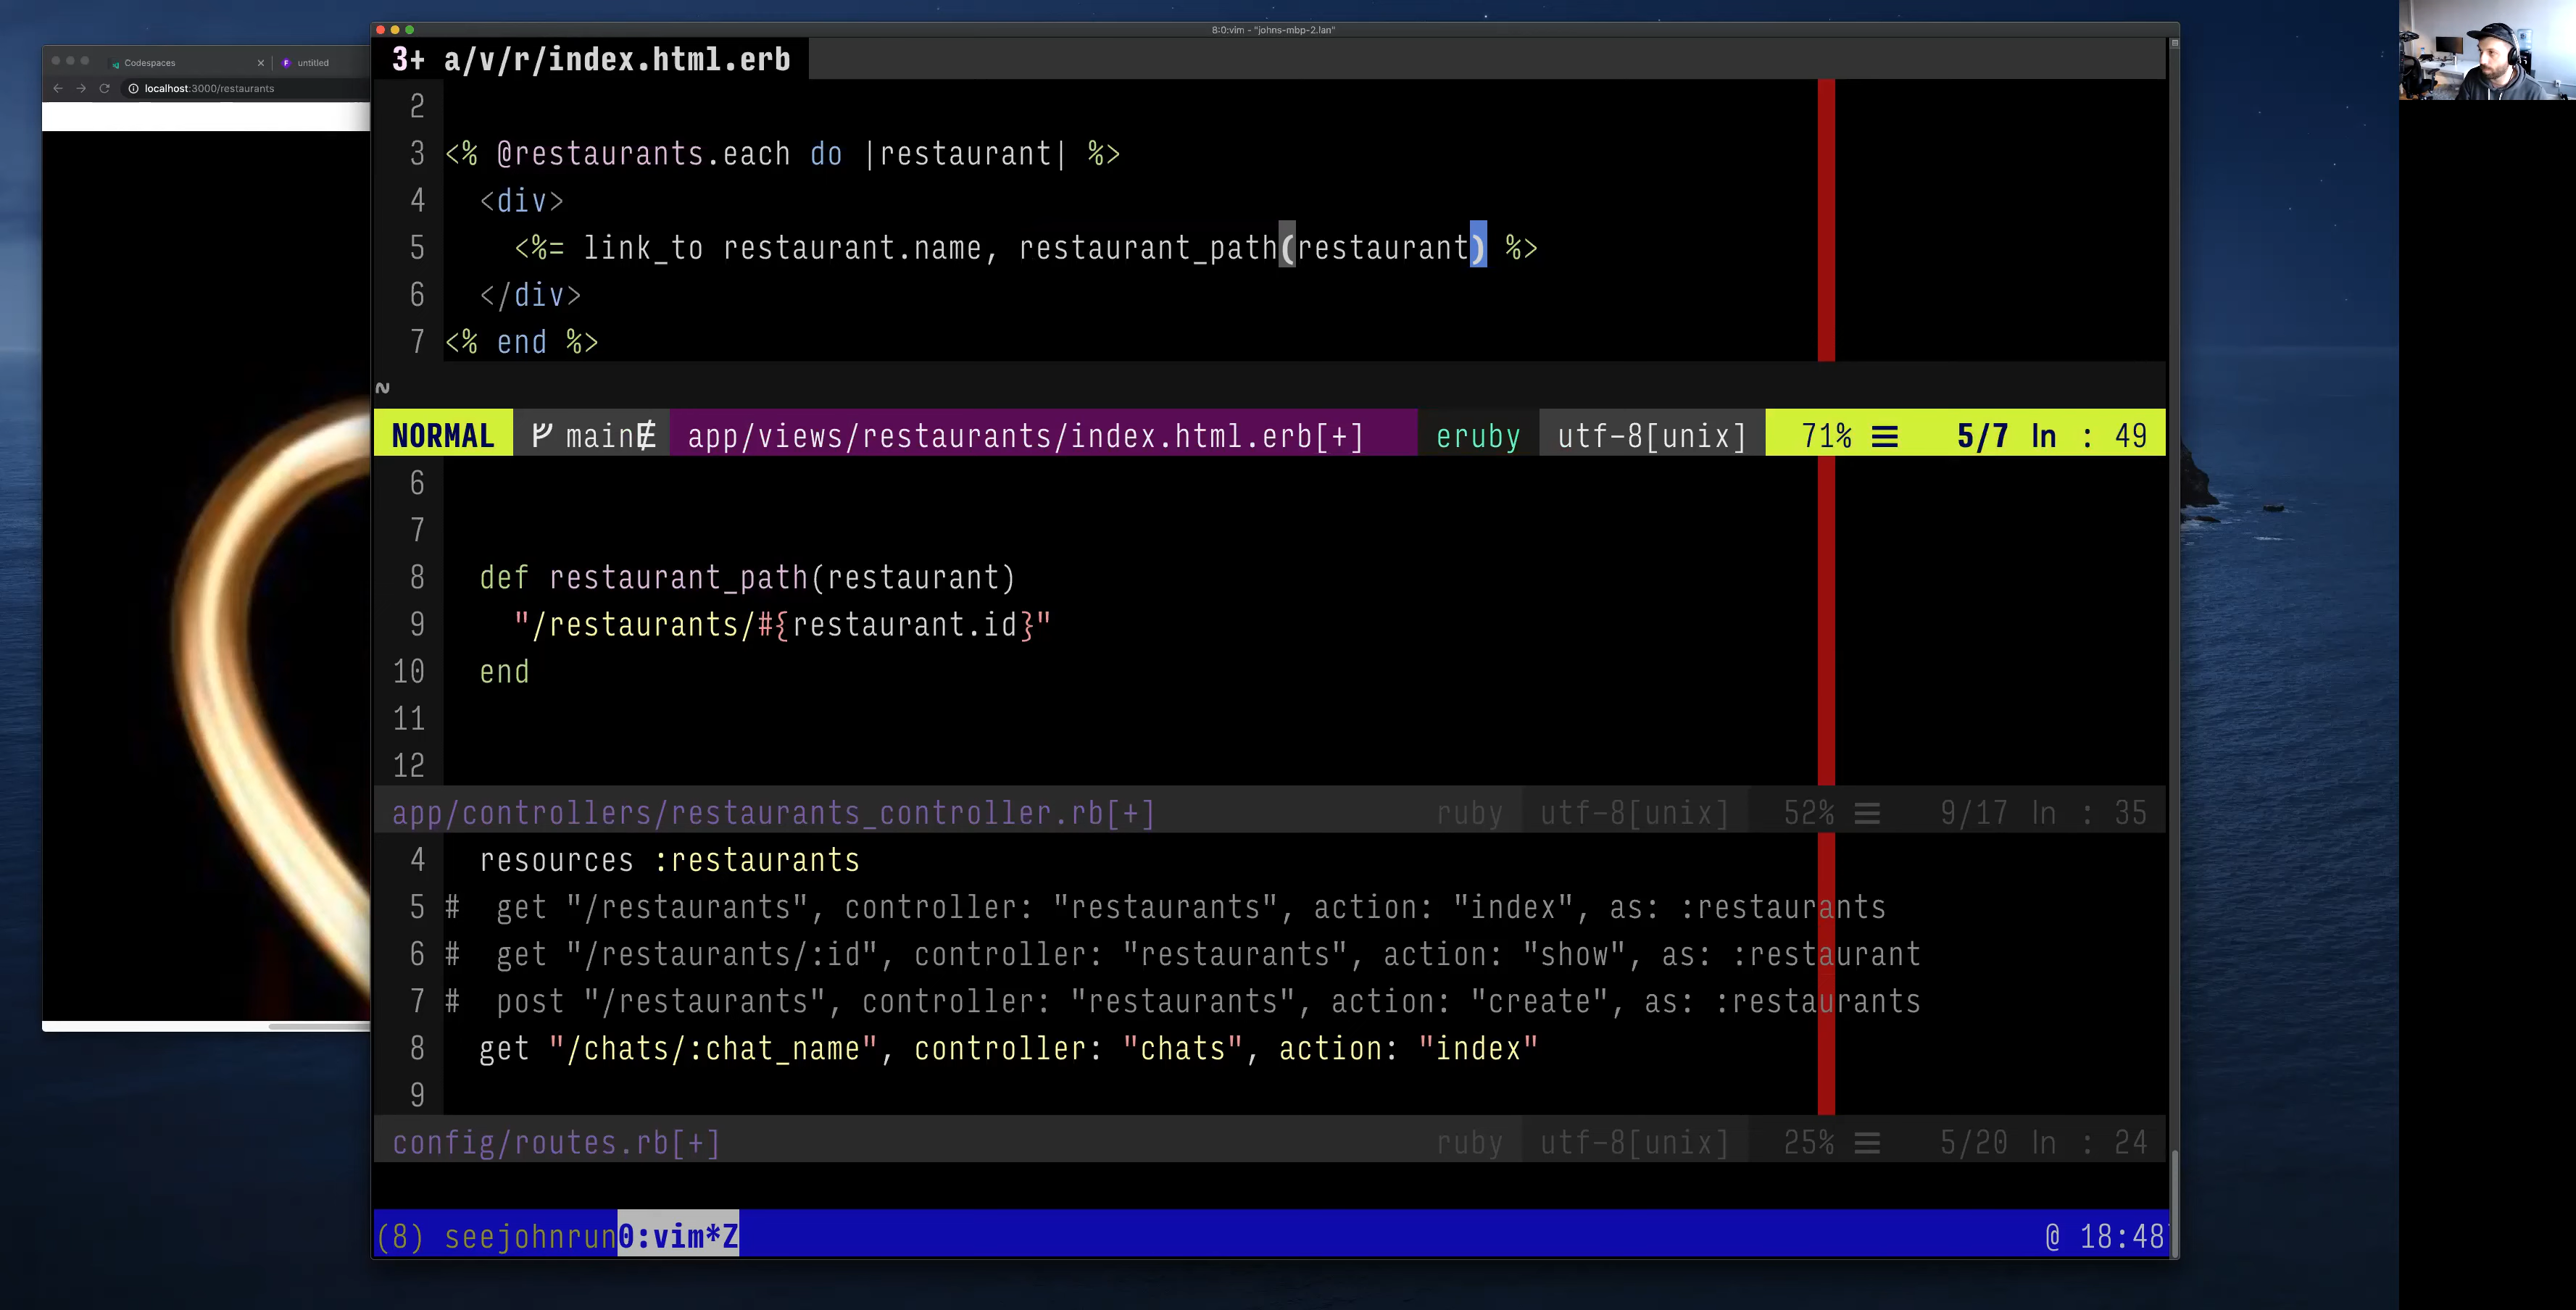 8:0:vim - "johns-mbp-2.lan"
Codespaces
untitled
localhost:3000/restaurants
3+ a/v/r/index.html.erb
2
3 <% @restaurants.each do |restaurant| %>
4   <div>
5     <%= link_to restaurant.name, restaurant_path(restaurant) %>
6   </div>
7 <% end %>
~
NORMAL main app/views/restaurants/index.html.erb[+] eruby utf-8[unix] 71% 5/7 ln : 49
6
7
8   def restaurant_path(restaurant)
9     "/restaurants/#{restaurant.id}"
10   end
11
12
app/controllers/restaurants_controller.rb[+] ruby utf-8[unix] 52% 9/17 ln : 35
4   resources :restaurants
5 #  get "/restaurants", controller: "restaurants", action: "index", as: :restaurants
6 #  get "/restaurants/:id", controller: "restaurants", action: "show", as: :restaurant
7 #  post "/restaurants", controller: "restaurants", action: "create", as: :restaurants
8   get "/chats/:chat_name", controller: "chats", action: "index"
9
config/routes.rb[+] ruby utf-8[unix] 25% 5/20 ln : 24
(8) seejohnrun 0:vim*Z @ 18:48